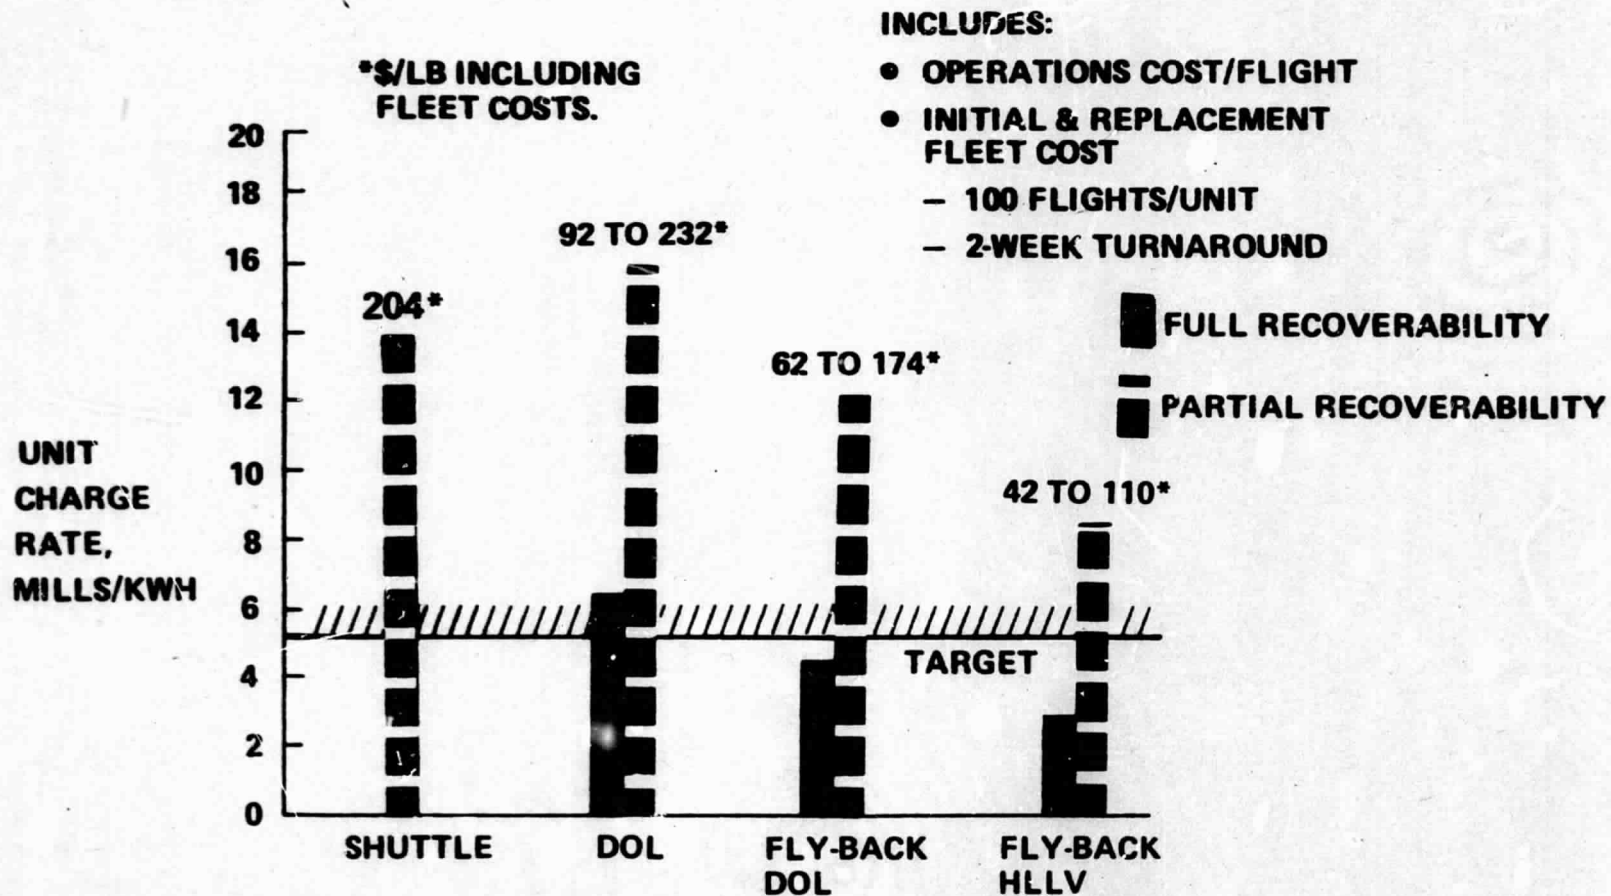 *$/LB INCLUDING
FLEET COSTS.
INCLUDES:
● OPERATIONS COST/FLIGHT
● INITIAL & REPLACEMENT
FLEET COST
– 100 FLIGHTS/UNIT
– 2-WEEK TURNAROUND
FULL RECOVERABILITY
PARTIAL RECOVERABILITY
UNIT
CHARGE
RATE,
MILLS/KWH
20
18
16
14
12
10
8
6
4
2
0
204*
92 TO 232*
62 TO 174*
42 TO 110*
TARGET
SHUTTLE
DOL
FLY-BACK
DOL
FLY-BACK
HLLV